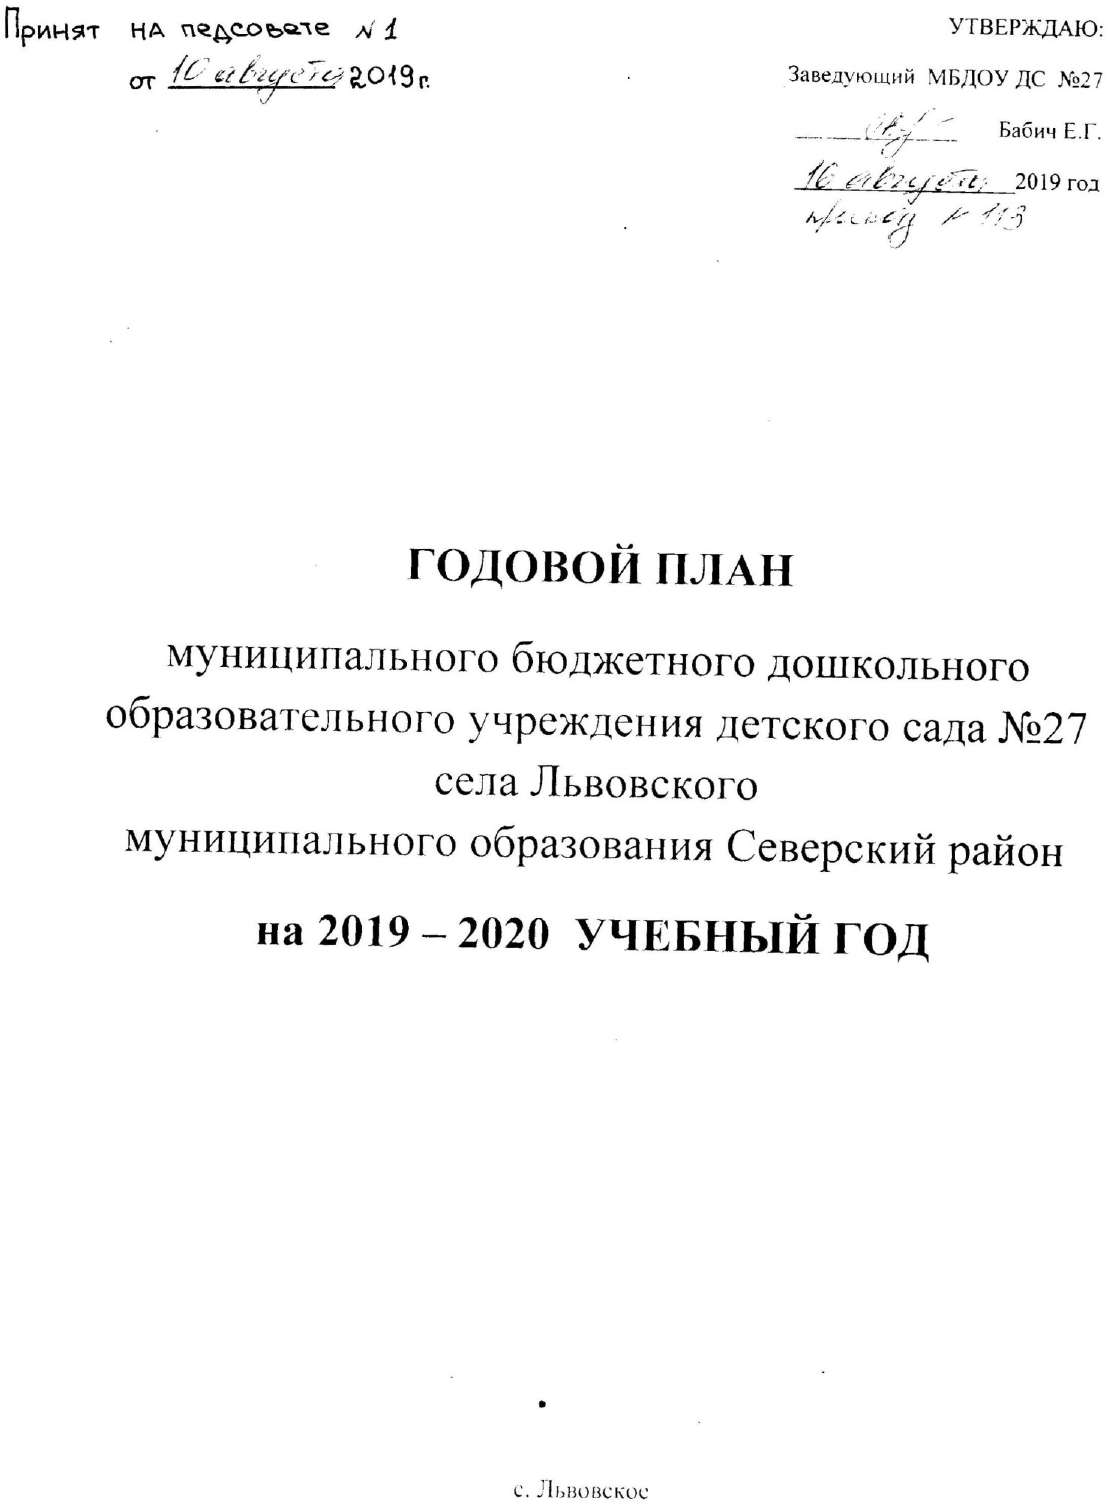 Принят на педсовете N 1
от 10 августа 2019 г.
УТВЕРЖДАЮ:
Заведующий МБДОУ ДС №27
Бабич Е.Г.
16 августа 2019 год
приказ N 113
ГОДОВОЙ ПЛАН
муниципального бюджетного дошкольного
образовательного учреждения детского сада №27
села Львовского
муниципального образования Северский район
на 2019 – 2020 УЧЕБНЫЙ ГОД
с. Львовское